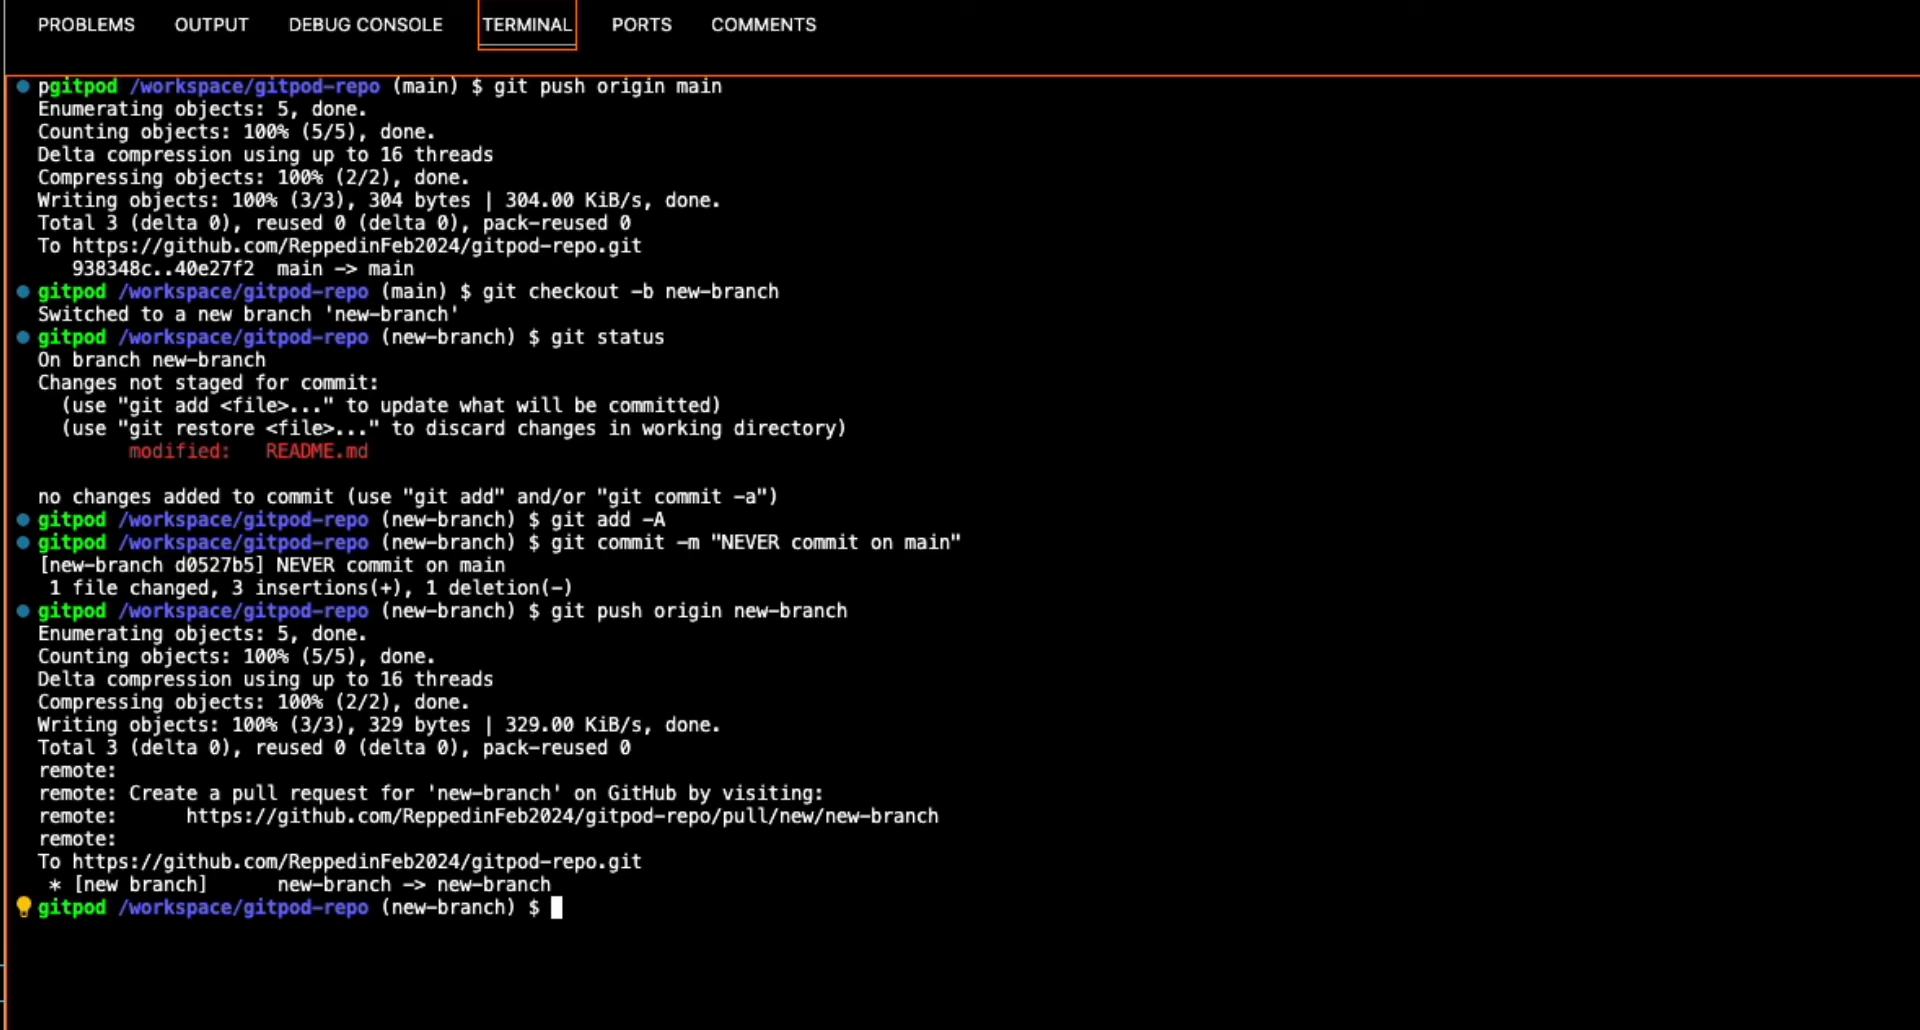 PROBLEMS OUTPUT DEBUG CONSOLE TERMINAL PORTS COMMENTS
pgitpod /workspace/gitpod-repo (main) $ git push origin main
Enumerating objects: 5, done.
Counting objects: 100% (5/5), done.
Delta compression using up to 16 threads
Compressing objects: 100% (2/2), done.
Writing objects: 100% (3/3), 304 bytes | 304.00 KiB/s, done.
Total 3 (delta 0), reused 0 (delta 0), pack-reused 0
To https://github.com/ReppedinFeb2024/gitpod-repo.git
   938348c..40e27f2  main -> main
gitpod /workspace/gitpod-repo (main) $ git checkout -b new-branch
Switched to a new branch 'new-branch'
gitpod /workspace/gitpod-repo (new-branch) $ git status
On branch new-branch
Changes not staged for commit:
  (use "git add <file>..." to update what will be committed)
  (use "git restore <file>..." to discard changes in working directory)
        modified:   README.md
no changes added to commit (use "git add" and/or "git commit -a")
gitpod /workspace/gitpod-repo (new-branch) $ git add -A
gitpod /workspace/gitpod-repo (new-branch) $ git commit -m "NEVER commit on main"
[new-branch d0527b5] NEVER commit on main
 1 file changed, 3 insertions(+), 1 deletion(-)
gitpod /workspace/gitpod-repo (new-branch) $ git push origin new-branch
Enumerating objects: 5, done.
Counting objects: 100% (5/5), done.
Delta compression using up to 16 threads
Compressing objects: 100% (2/2), done.
Writing objects: 100% (3/3), 329 bytes | 329.00 KiB/s, done.
Total 3 (delta 0), reused 0 (delta 0), pack-reused 0
remote:
remote: Create a pull request for 'new-branch' on GitHub by visiting:
remote:      https://github.com/ReppedinFeb2024/gitpod-repo/pull/new/new-branch
remote:
To https://github.com/ReppedinFeb2024/gitpod-repo.git
 * [new branch]      new-branch -> new-branch
gitpod /workspace/gitpod-repo (new-branch) $